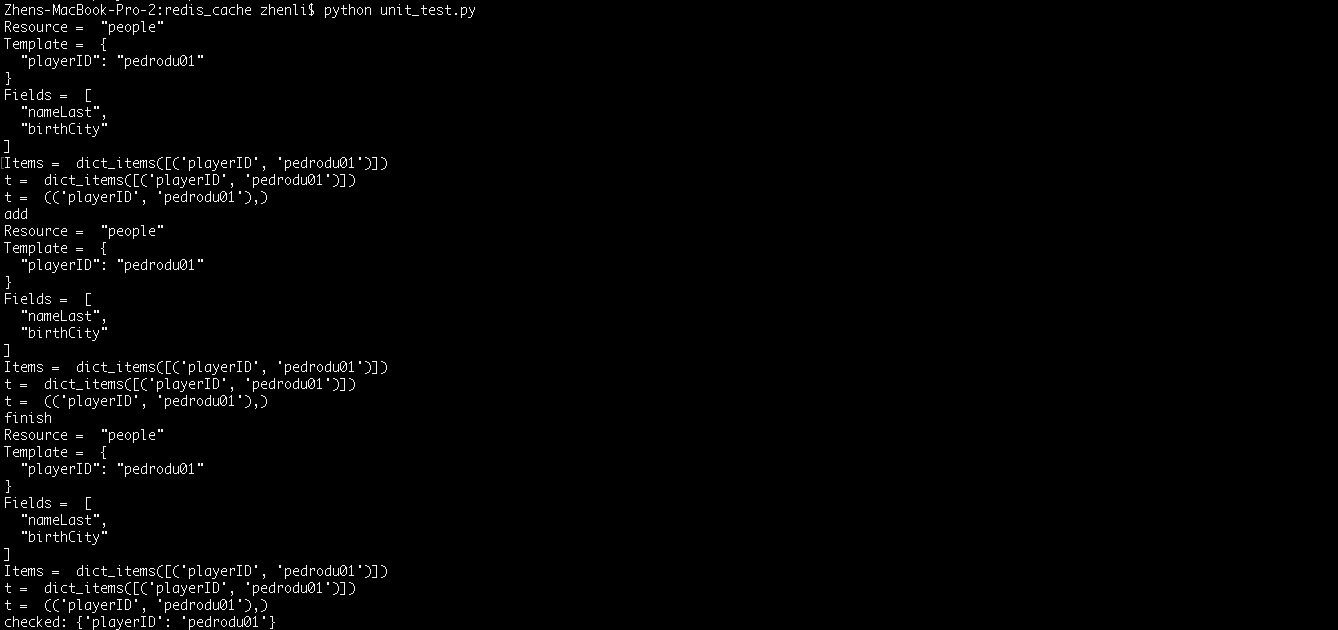 Zhens-MacBook-Pro-2:redis_cache zhenli$ python unit_test.py
Resource =  "people"
Template =  {
  "playerID": "pedrodu01"
}
Fields =  [
  "nameLast",
  "birthCity"
]
Items =  dict_items([('playerID', 'pedrodu01')])
t =  dict_items([('playerID', 'pedrodu01')])
t =  (('playerID', 'pedrodu01'),)
add
Resource =  "people"
Template =  {
  "playerID": "pedrodu01"
}
Fields =  [
  "nameLast",
  "birthCity"
]
Items =  dict_items([('playerID', 'pedrodu01')])
t =  dict_items([('playerID', 'pedrodu01')])
t =  (('playerID', 'pedrodu01'),)
finish
Resource =  "people"
Template =  {
  "playerID": "pedrodu01"
}
Fields =  [
  "nameLast",
  "birthCity"
]
Items =  dict_items([('playerID', 'pedrodu01')])
t =  dict_items([('playerID', 'pedrodu01')])
t =  (('playerID', 'pedrodu01'),)
checked: {'playerID': 'pedrodu01'}